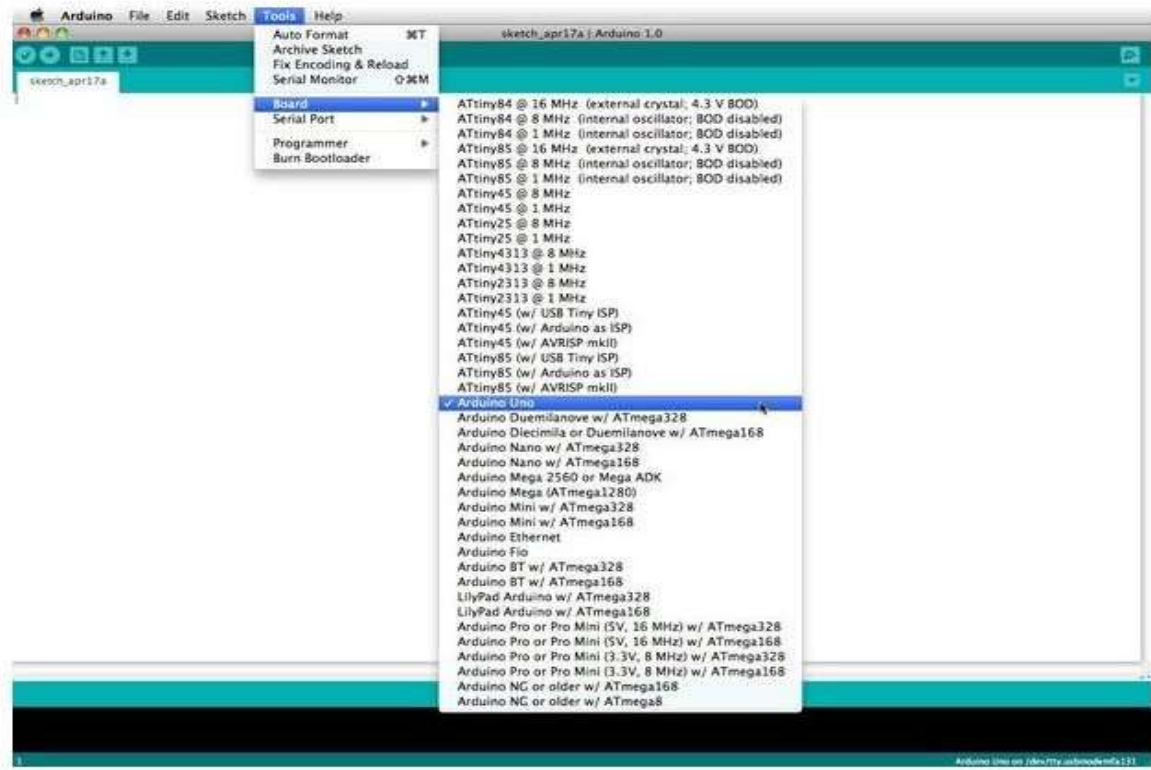 Arduino File Edit Sketch Tools Help
sketch_apr17a | Arduino 1.0
sketch_apr17a
Auto Format ⌘T
Archive Sketch
Fix Encoding & Reload
Serial Monitor ⇧⌘M
Board
Serial Port
Programmer
Burn Bootloader
ATtiny84 @ 16 MHz (external crystal; 4.3 V BOD)
ATtiny84 @ 8 MHz (internal oscillator; BOD disabled)
ATtiny84 @ 1 MHz (internal oscillator; BOD disabled)
ATtiny85 @ 16 MHz (external crystal; 4.3 V BOD)
ATtiny85 @ 8 MHz (internal oscillator; BOD disabled)
ATtiny85 @ 1 MHz (internal oscillator; BOD disabled)
ATtiny45 @ 8 MHz
ATtiny45 @ 1 MHz
ATtiny25 @ 8 MHz
ATtiny25 @ 1 MHz
ATtiny4313 @ 8 MHz
ATtiny4313 @ 1 MHz
ATtiny2313 @ 8 MHz
ATtiny2313 @ 1 MHz
ATtiny45 (w/ USB Tiny ISP)
ATtiny45 (w/ Arduino as ISP)
ATtiny45 (w/ AVRISP mkII)
ATtiny85 (w/ USB Tiny ISP)
ATtiny85 (w/ Arduino as ISP)
ATtiny85 (w/ AVRISP mkII)
✓ Arduino Uno
Arduino Duemilanove w/ ATmega328
Arduino Diecimila or Duemilanove w/ ATmega168
Arduino Nano w/ ATmega328
Arduino Nano w/ ATmega168
Arduino Mega 2560 or Mega ADK
Arduino Mega (ATmega1280)
Arduino Mini w/ ATmega328
Arduino Mini w/ ATmega168
Arduino Ethernet
Arduino Fio
Arduino BT w/ ATmega328
Arduino BT w/ ATmega168
LilyPad Arduino w/ ATmega328
LilyPad Arduino w/ ATmega168
Arduino Pro or Pro Mini (5V, 16 MHz) w/ ATmega328
Arduino Pro or Pro Mini (5V, 16 MHz) w/ ATmega168
Arduino Pro or Pro Mini (3.3V, 8 MHz) w/ ATmega328
Arduino Pro or Pro Mini (3.3V, 8 MHz) w/ ATmega168
Arduino NG or older w/ ATmega168
Arduino NG or older w/ ATmega8
1
Arduino Uno on /dev/tty.usbmodemfa131